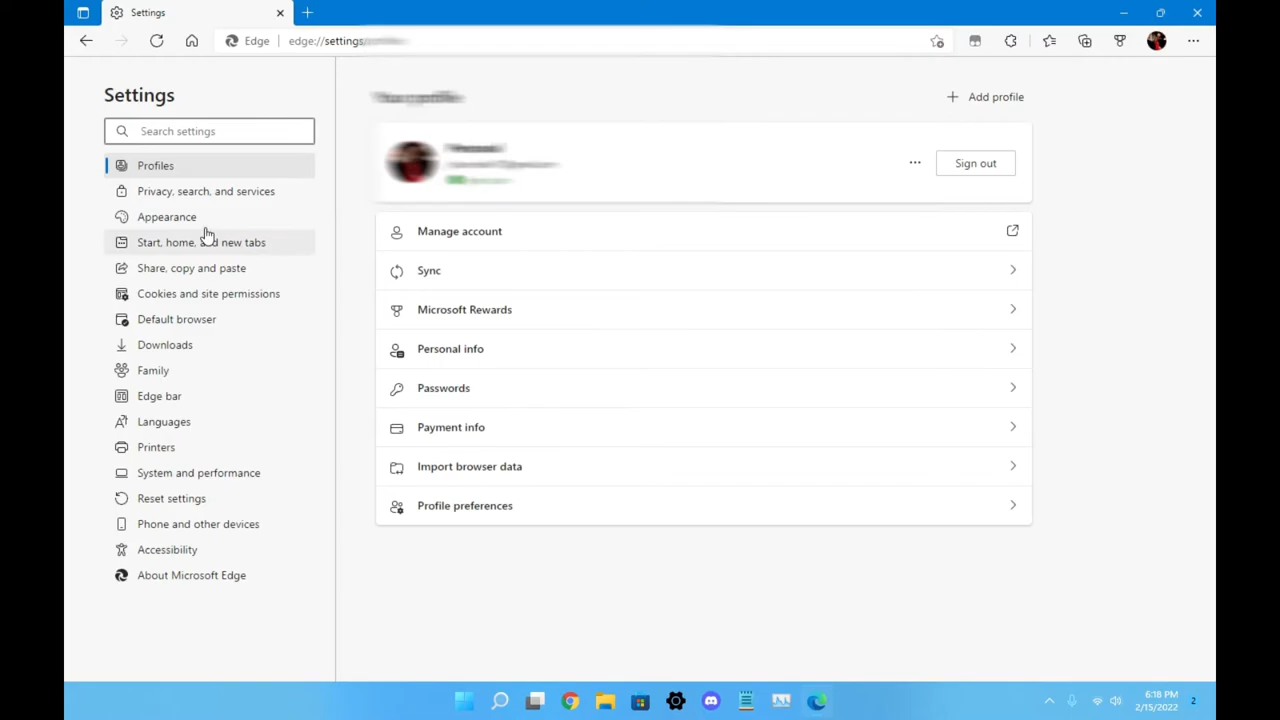 Settings
Edge edge://settings/
Settings
Add profile
Search settings
Sign out
Profiles
Privacy, search, and services
Appearance
Start, home, and new tabs
Share, copy and paste
Cookies and site permissions
Default browser
Downloads
Family
Edge bar
Languages
Printers
System and performance
Reset settings
Phone and other devices
Accessibility
About Microsoft Edge
Manage account
Sync
Microsoft Rewards
Personal info
Passwords
Payment info
Import browser data
Profile preferences
6:18 PM
2/15/2022
2